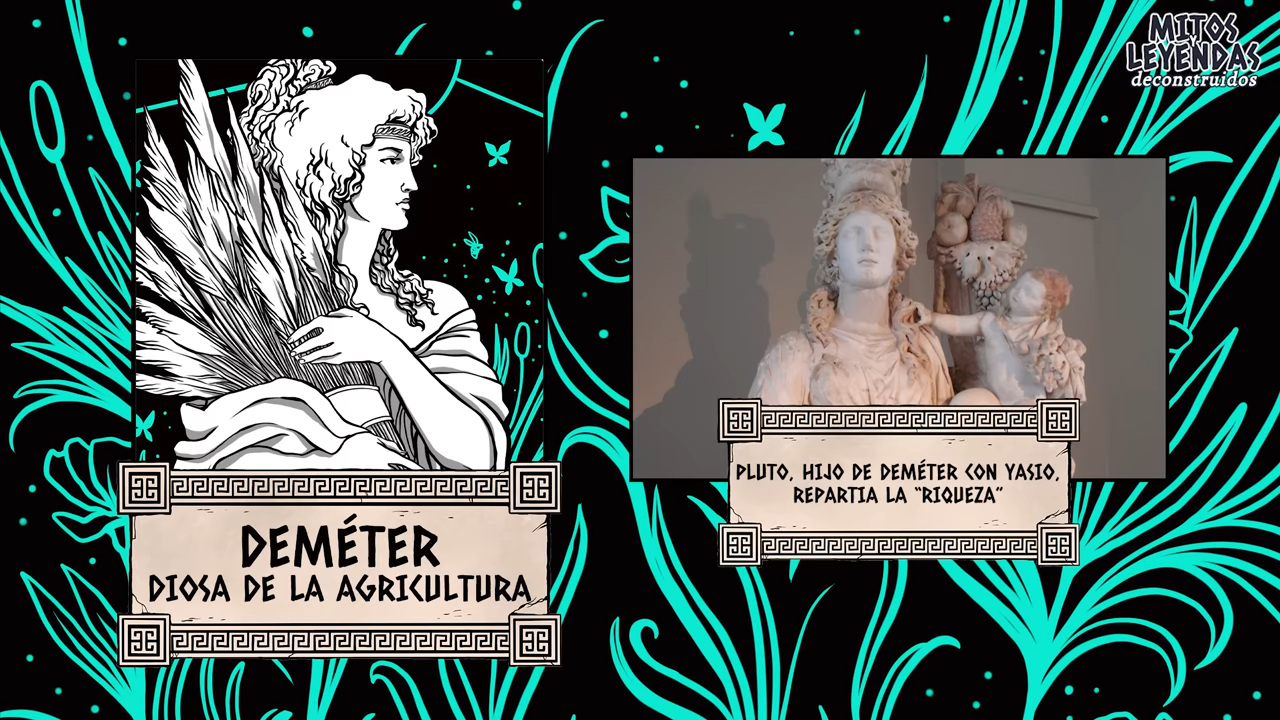 MITOS
Y
LEYENDAS
deconstruidos
DEMÉTER
DIOSA DE LA AGRICULTURA
PLUTO, HIJO DE DEMÉTER CON YASIO,
REPARTIA LA "RIQUEZA"